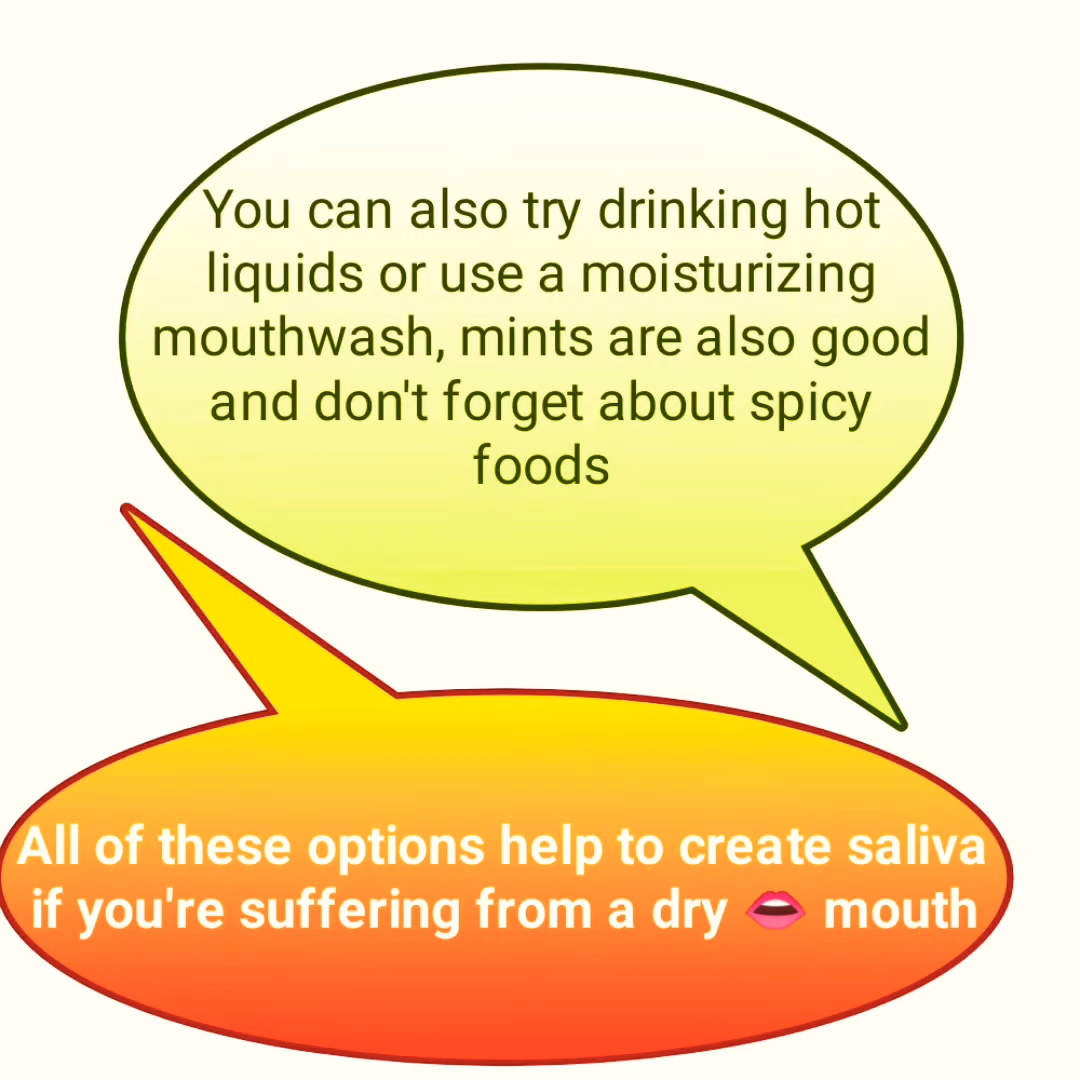 You can also try drinking hot
liquids or use a moisturizing
mouthwash, mints are also good
and don't forget about spicy
foods
All of these options help to create saliva
if you're suffering from a dry 👄 mouth